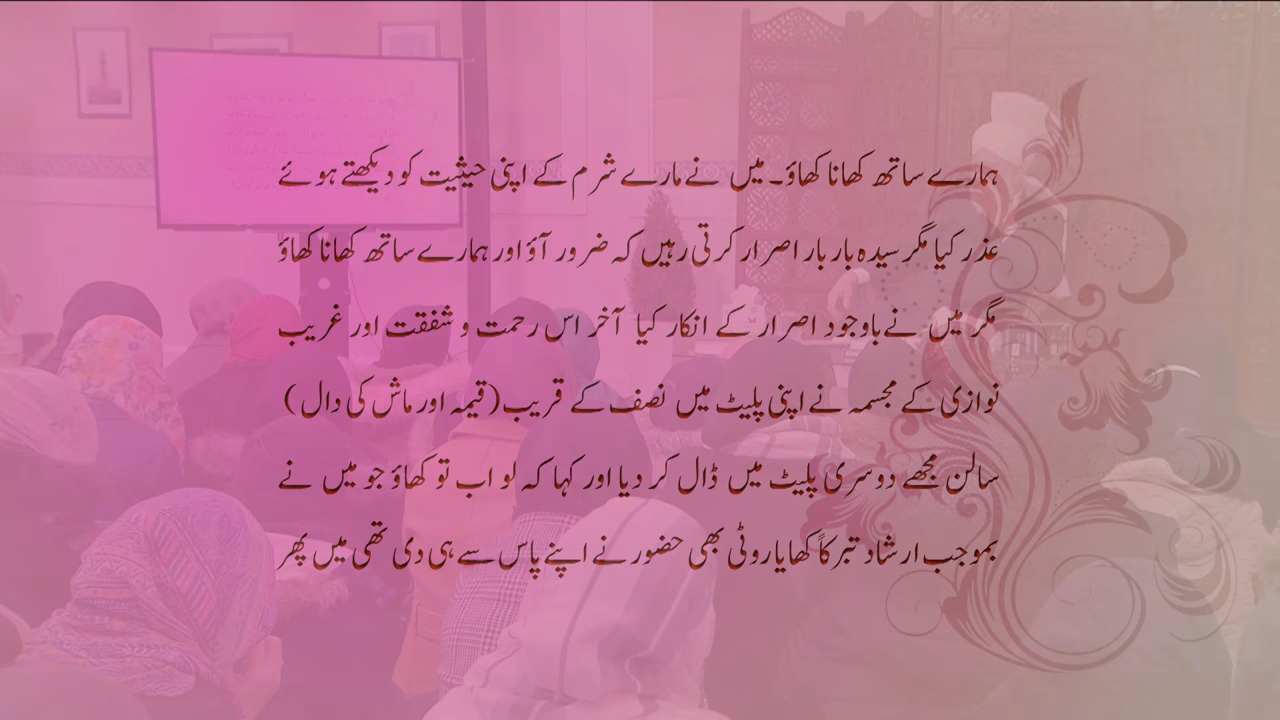 ہمارے ساتھ کھانا کھاؤ۔ میں نے مارے شرم کے اپنی حیثیت کو دیکھتے ہوئے
عذر کیا مگر سیدہ بار بار اصرار کرتی رہیں کہ ضرور آؤ اور ہمارے ساتھ کھانا کھاؤ
مگر میں نے باوجود اصرار کے انکار کیا آخر اس رحمت و شفقت اور غریب
نوازی کے مجسمہ نے اپنی پلیٹ میں نصف کے قریب (قیمہ اور ماش کی دال)
سالن مجھے دوسری پلیٹ میں ڈال کر دیا اور کہا کہ لو اب تو کھاؤ جو میں نے
بموجب ارشاد تبرکاً کھایا روٹی بھی حضور نے اپنے پاس سے ہی دی تھی میں پھر